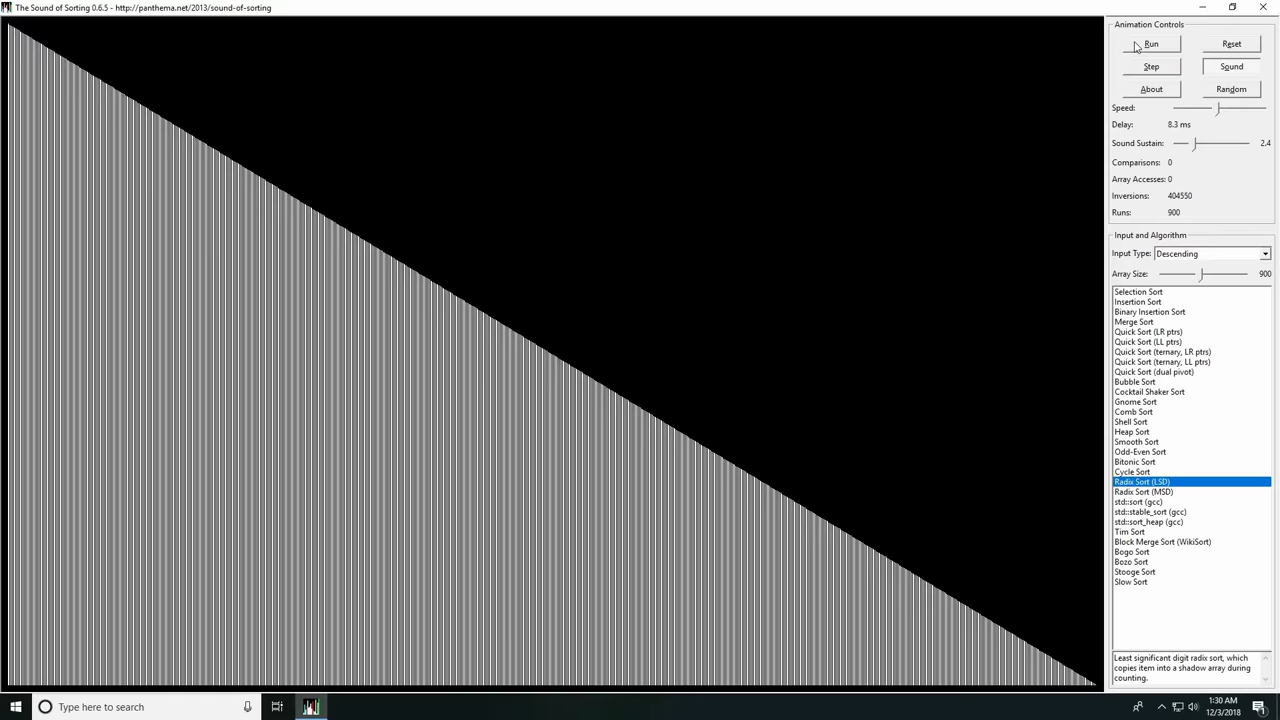 The Sound of Sorting 0.6.5 - http://panthema.net/2013/sound-of-sorting
Animation Controls
Run
Reset
Step
Sound
About
Random
Speed:
Delay: 8.3 ms
Sound Sustain: 2.4
Comparisons: 0
Array Accesses: 0
Inversions: 404550
Runs: 900
Input and Algorithm
Input Type: Descending
Array Size: 900
Selection Sort
Insertion Sort
Binary Insertion Sort
Merge Sort
Quick Sort (LR ptrs)
Quick Sort (LL ptrs)
Quick Sort (ternary, LR ptrs)
Quick Sort (ternary, LL ptrs)
Quick Sort (dual pivot)
Bubble Sort
Cocktail Shaker Sort
Gnome Sort
Comb Sort
Shell Sort
Heap Sort
Smooth Sort
Odd-Even Sort
Bitonic Sort
Cycle Sort
Radix Sort (LSD)
Radix Sort (MSD)
std::sort (gcc)
std::stable_sort (gcc)
std::sort_heap (gcc)
Tim Sort
Block Merge Sort (WikiSort)
Bogo Sort
Bozo Sort
Stooge Sort
Slow Sort
Least significant digit radix sort, which
copies item into a shadow array during
counting.
Type here to search
1:30 AM
12/3/2018
1